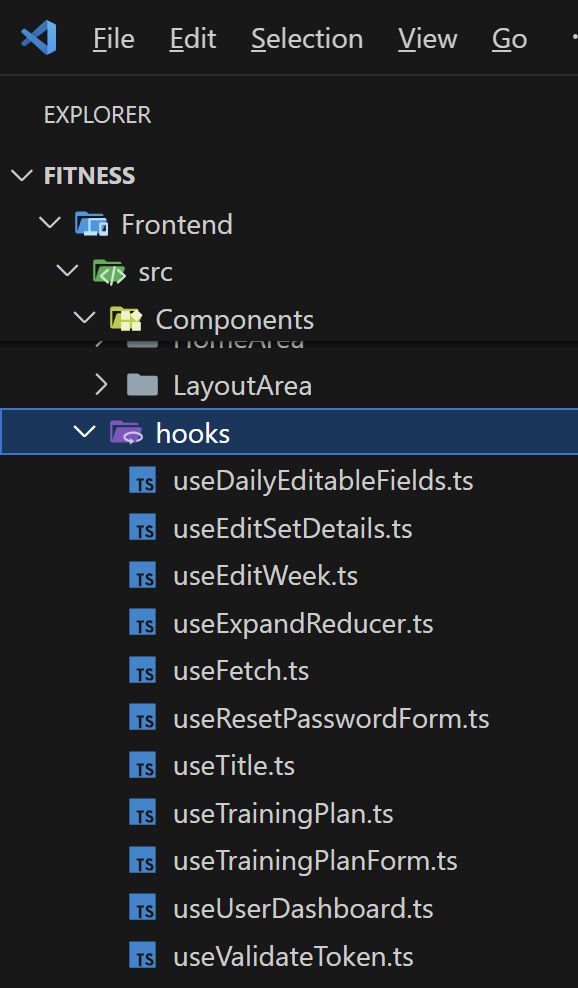 File Edit Selection View Go
EXPLORER
FITNESS
Frontend
src
Components
HomeArea
LayoutArea
hooks
TS useDailyEditableFields.ts
TS useEditSetDetails.ts
TS useEditWeek.ts
TS useExpandReducer.ts
TS useFetch.ts
TS useResetPasswordForm.ts
TS useTitle.ts
TS useTrainingPlan.ts
TS useTrainingPlanForm.ts
TS useUserDashboard.ts
TS useValidateToken.ts